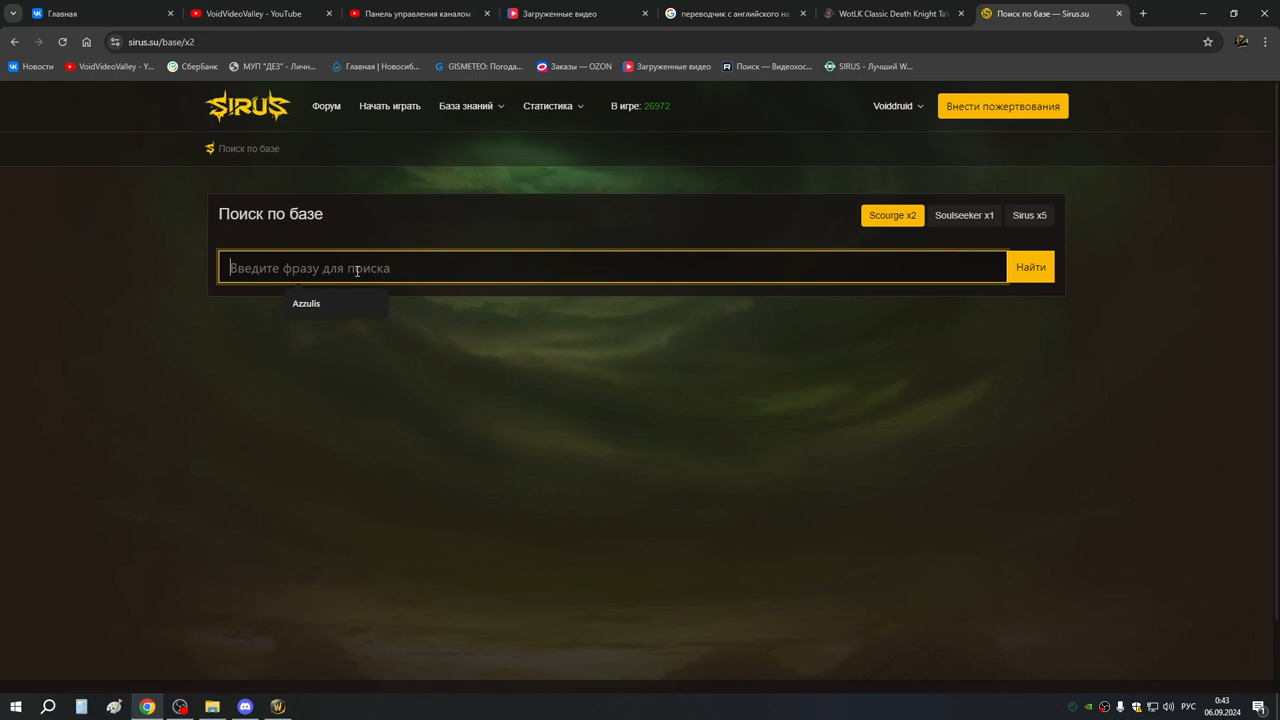 Главная
VoidVideoValley - YouTube
Панель управления каналом
Загруженные видео
переводчик с английского на
WotLK Classic Death Knight Tal
Поиск по базе — Sirus.su
sirus.su/base/x2
Новости
VoidVideoValley - Y...
СберБанк
МУП "ДЕЗ" - Личн...
Главная | Новосиб...
GISMETEO: Погода...
Заказы — OZON
Загруженные видео
Поиск — Видеохос...
SIRUS - Лучший W...
SIRUS
Форум
Начать играть
База знаний
Статистика
В игре: 26972
Voiddruid
Внести пожертвования
Поиск по базе
Поиск по базе
Scourge x2
Soulseeker x1
Sirus x5
Введите фразу для поиска
Найти
Azzulis
РУС
0:43
06.09.2024